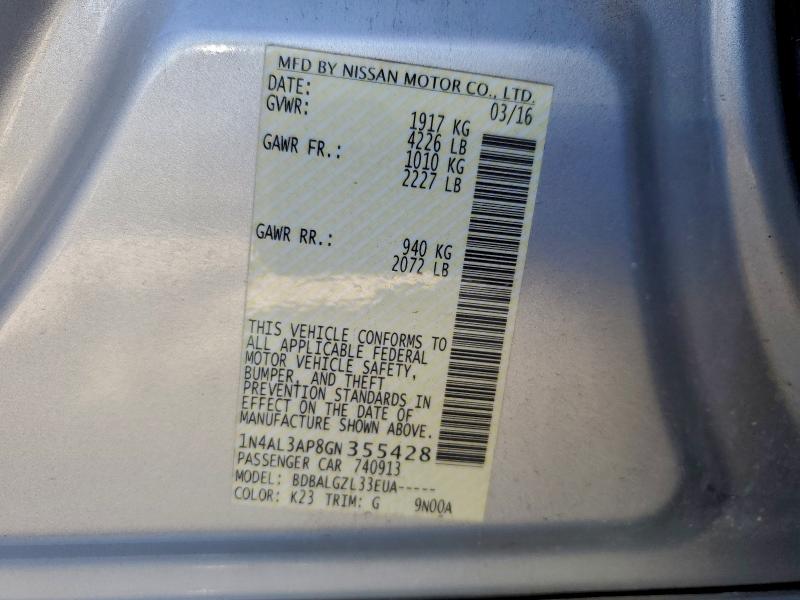 MFD BY NISSAN MOTOR CO., LTD.
DATE: 03/16
GVWR: 1917 KG
4226 LB
GAWR FR.: 1010 KG
2227 LB
GAWR RR.: 940 KG
2072 LB
THIS VEHICLE CONFORMS TO
ALL APPLICABLE FEDERAL
MOTOR VEHICLE SAFETY,
BUMPER, AND THEFT
PREVENTION STANDARDS IN
EFFECT ON THE DATE OF
MANUFACTURE SHOWN ABOVE.
1N4AL3AP8GN355428
PASSENGER CAR 740913
MODEL: BDBALGZL33EUA-----
COLOR: K23 TRIM: G 9N00A